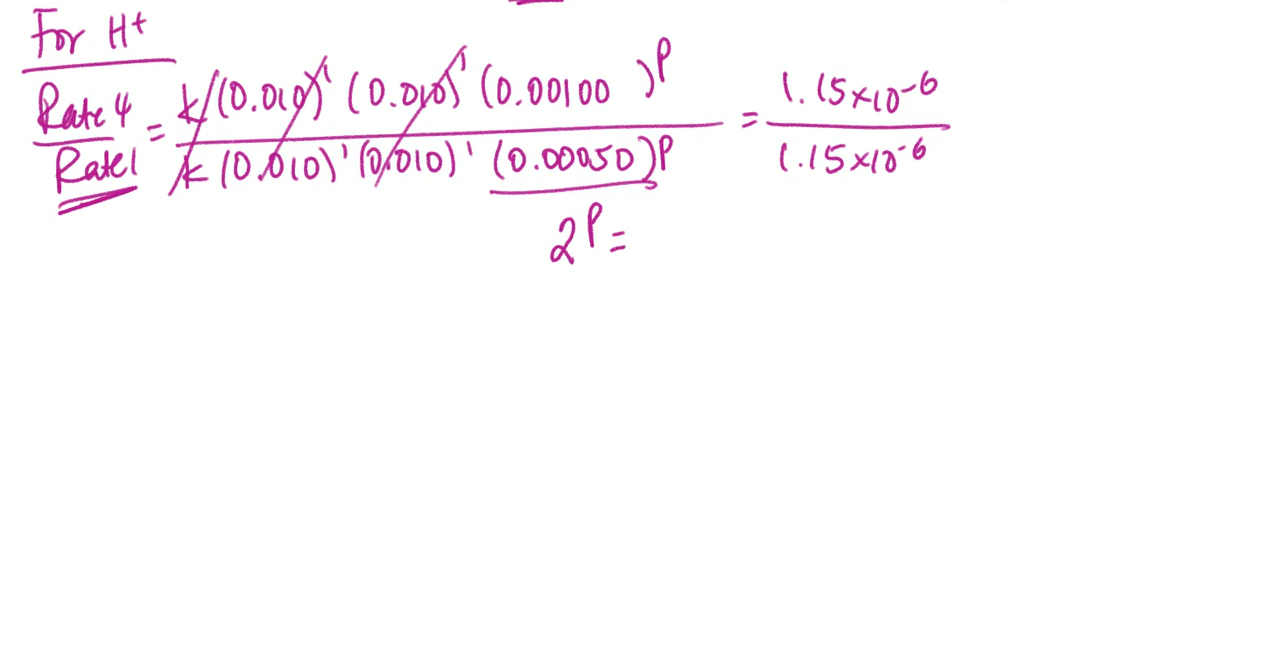 For H+
Rate 4 / Rate 1 = k (0.010)¹ (0.010)¹ (0.00100 )ᴾ / k (0.010)¹ (0.010)¹ (0.00050)ᴾ = 1.15×10⁻⁶ / 1.15×10⁻⁶
2ᴾ =